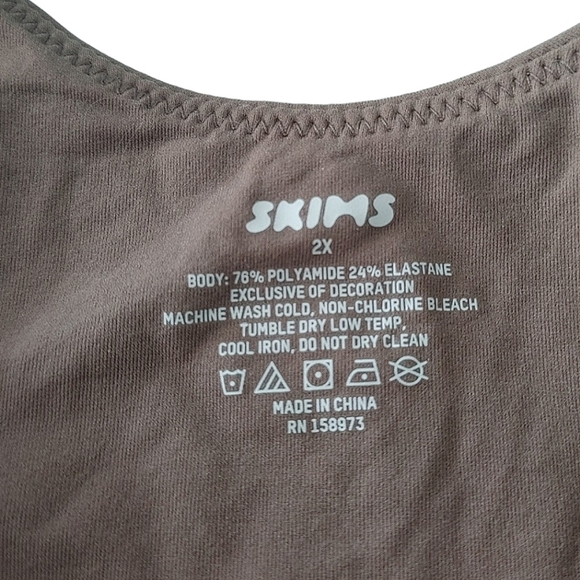 SKIMS
2X
BODY: 76% POLYAMIDE 24% ELASTANE
EXCLUSIVE OF DECORATION
MACHINE WASH COLD, NON-CHLORINE BLEACH
TUMBLE DRY LOW TEMP,
COOL IRON, DO NOT DRY CLEAN
MADE IN CHINA
RN 158973